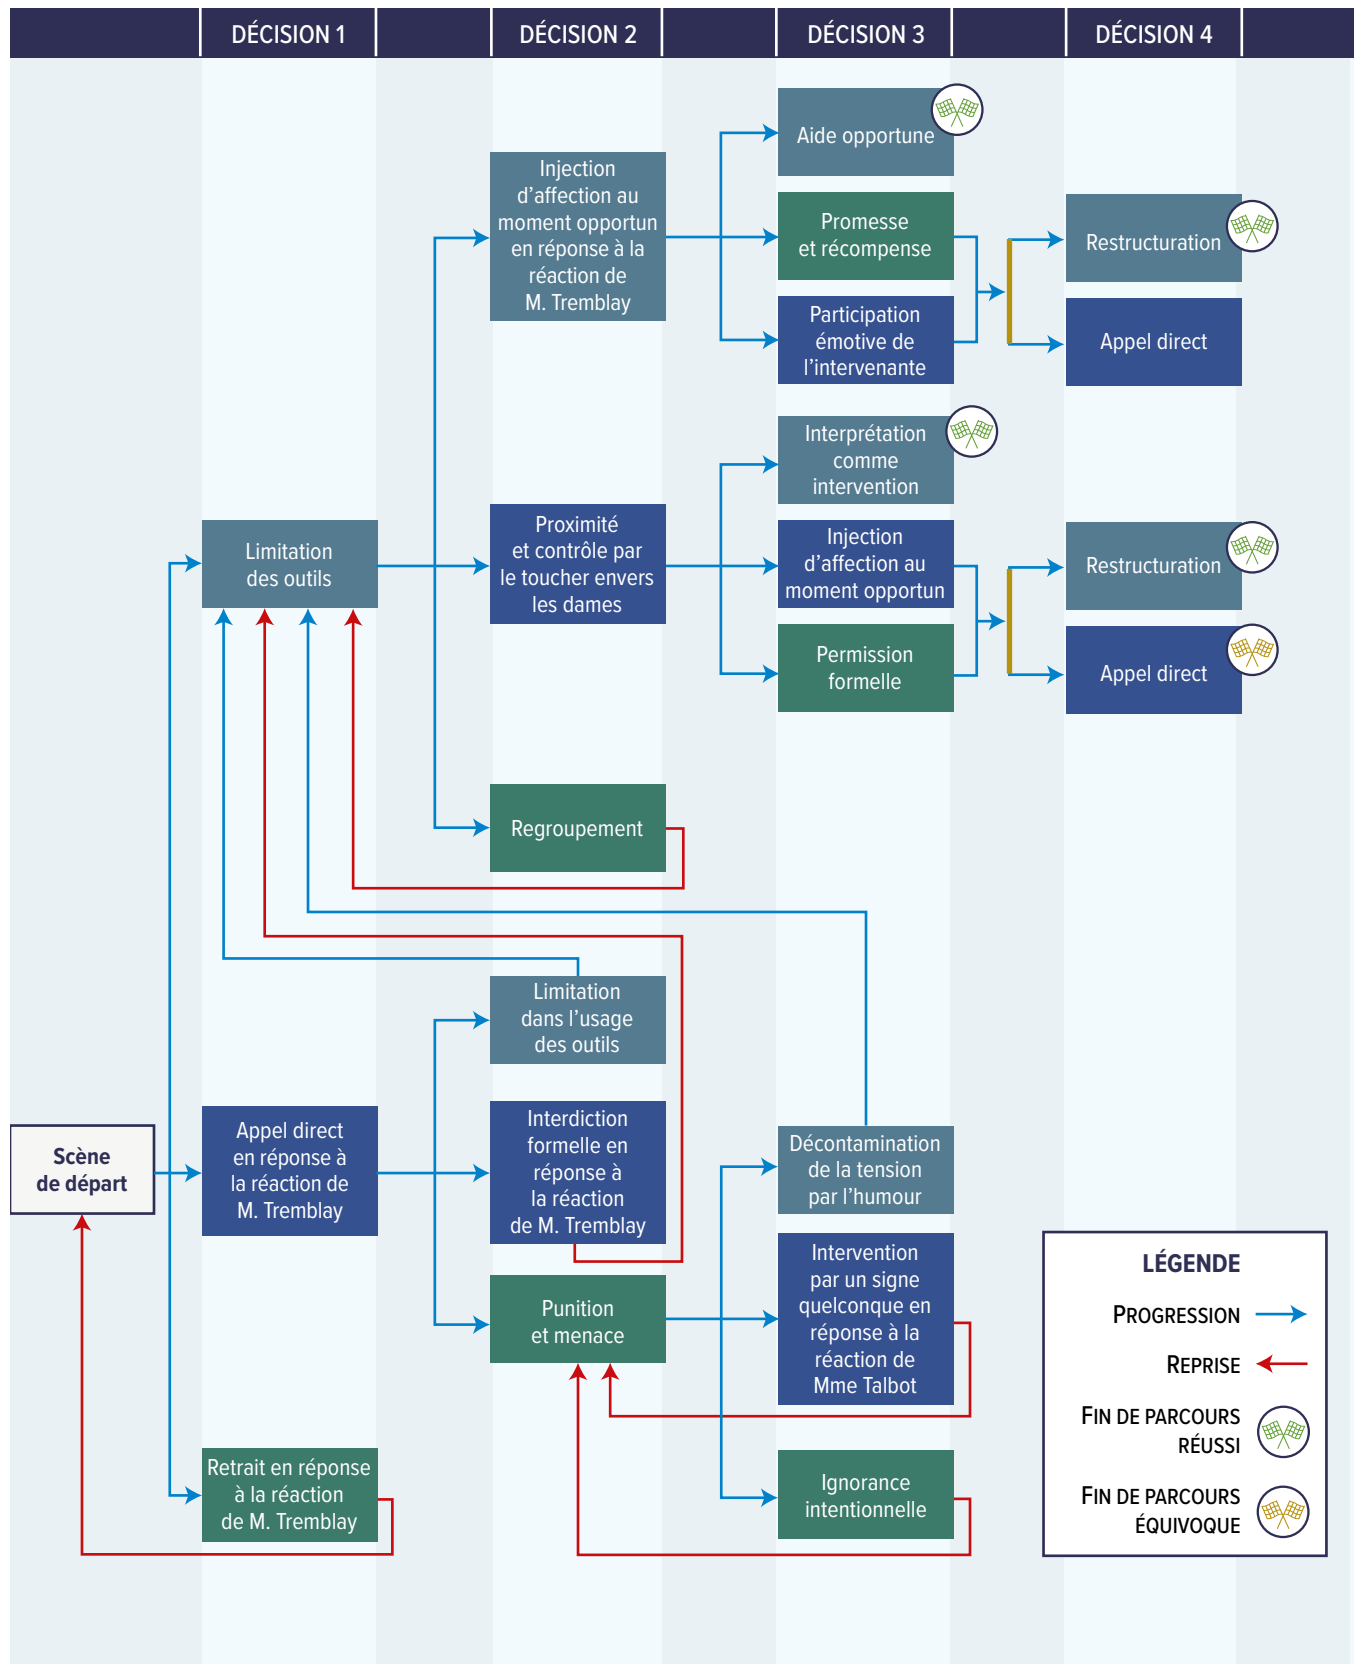 DÉCISION 1
DÉCISION 2
DÉCISION 3
DÉCISION 4
Aide opportune
Injection
d'affection au
moment opportun
en réponse à la
réaction de
M. Tremblay
Promesse
et récompense
Restructuration
Participation
émotive de
l'intervenante
Appel direct
Interprétation
comme
intervention
Limitation
des outils
Proximité
et contrôle par
le toucher envers
les dames
Injection
d'affection au
moment opportun
Restructuration
Permission
formelle
Appel direct
Regroupement
Limitation
dans l'usage
des outils
Scène
de départ
Appel direct
en réponse à
la réaction de
M. Tremblay
Interdiction
formelle en
réponse à
la réaction
de M. Tremblay
Décontamination
de la tension
par l'humour
Punition
et menace
Intervention
par un signe
quelconque en
réponse à la
réaction de
Mme Talbot
Retrait en réponse
à la réaction
de M. Tremblay
Ignorance
intentionnelle
LÉGENDE
PROGRESSION
REPRISE
FIN DE PARCOURS
RÉUSSI
FIN DE PARCOURS
ÉQUIVOQUE